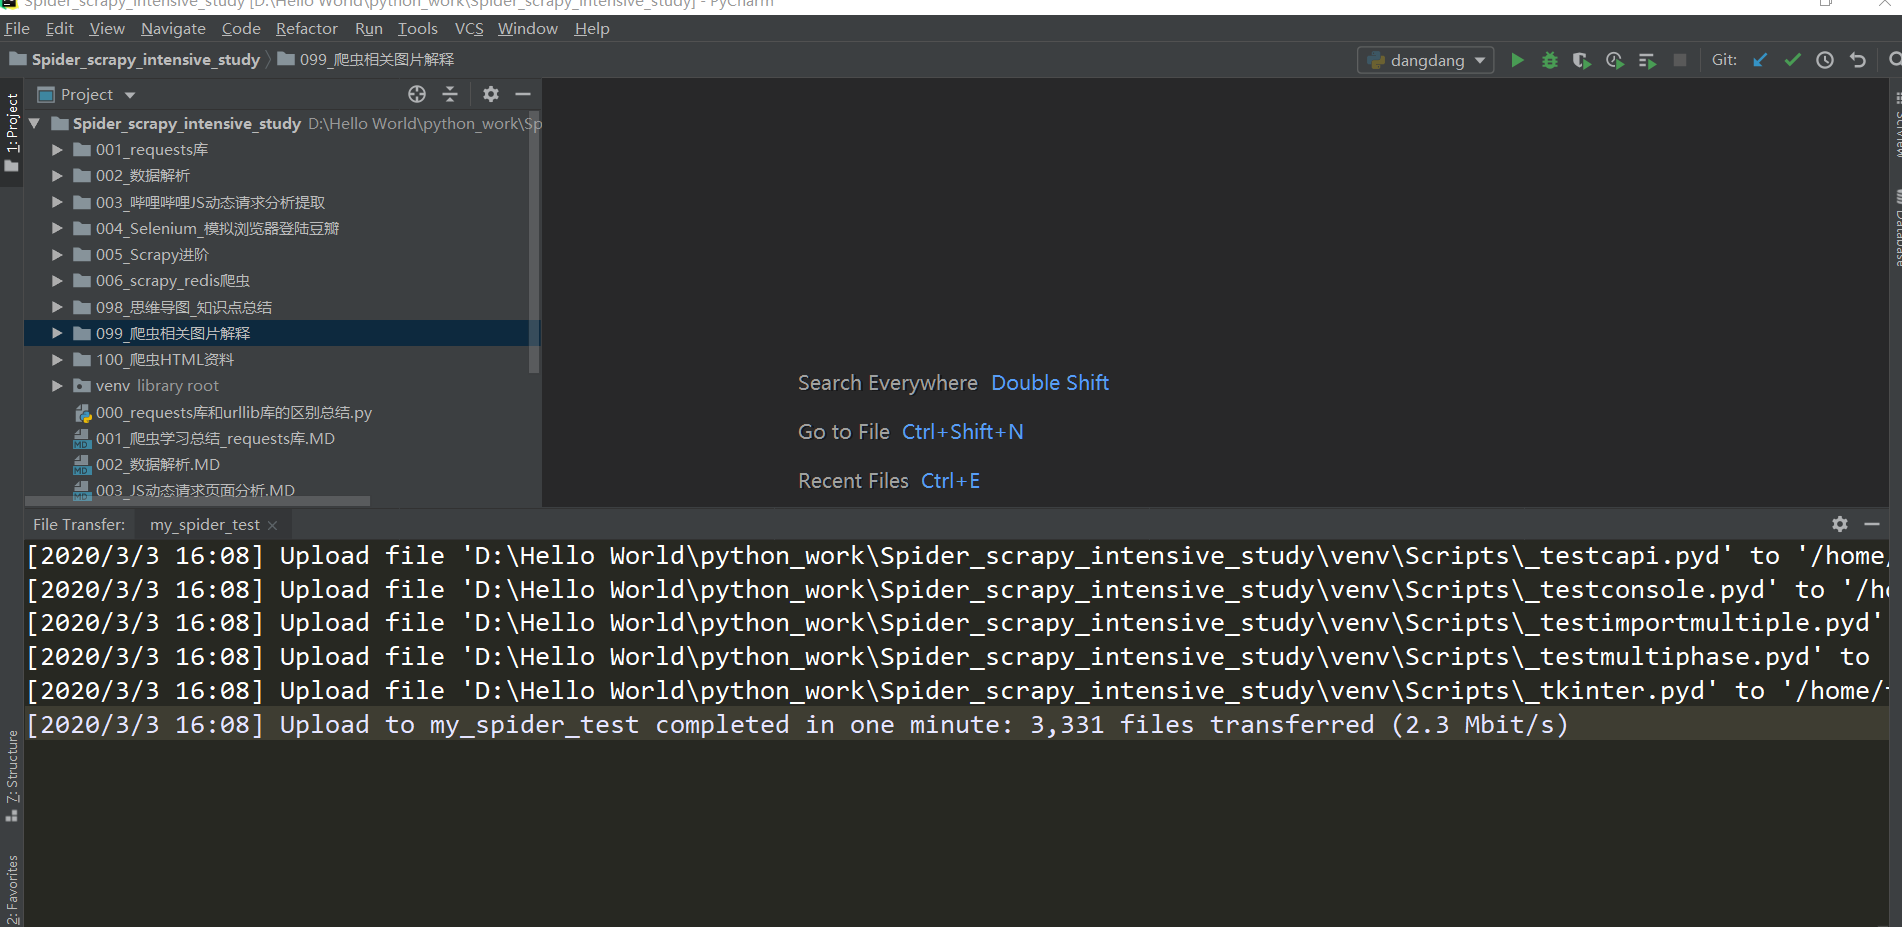 Spider_scrapy_intensive_study [D:\Hello World\python_work\Spider_scrapy_intensive_study] - PyCharm
File Edit View Navigate Code Refactor Run Tools VCS Window Help
Spider_scrapy_intensive_study 099_爬虫相关图片解释 dangdang Git:
Project
1: Project
Spider_scrapy_intensive_study D:\Hello World\python_work\Sp
001_requests库
002_数据解析
003_哔哩哔哩JS动态请求分析提取
004_Selenium_模拟浏览器登陆豆瓣
005_Scrapy进阶
006_scrapy_redis爬虫
098_思维导图_知识点总结
099_爬虫相关图片解释
100_爬虫HTML资料
venv library root
000_requests库和urllib库的区别总结.py
001_爬虫学习总结_requests库.MD
002_数据解析.MD
003_JS动态请求页面分析.MD
Search Everywhere Double Shift
Go to File Ctrl+Shift+N
Recent Files Ctrl+E
SciView
Database
File Transfer: my_spider_test
[2020/3/3 16:08] Upload file 'D:\Hello World\python_work\Spider_scrapy_intensive_study\venv\Scripts\_testcapi.pyd' to '/home/
[2020/3/3 16:08] Upload file 'D:\Hello World\python_work\Spider_scrapy_intensive_study\venv\Scripts\_testconsole.pyd' to '/h
[2020/3/3 16:08] Upload file 'D:\Hello World\python_work\Spider_scrapy_intensive_study\venv\Scripts\_testimportmultiple.pyd'
[2020/3/3 16:08] Upload file 'D:\Hello World\python_work\Spider_scrapy_intensive_study\venv\Scripts\_testmultiphase.pyd' to
[2020/3/3 16:08] Upload file 'D:\Hello World\python_work\Spider_scrapy_intensive_study\venv\Scripts\_tkinter.pyd' to '/home/
[2020/3/3 16:08] Upload to my_spider_test completed in one minute: 3,331 files transferred (2.3 Mbit/s)
Z: Structure
2: Favorites